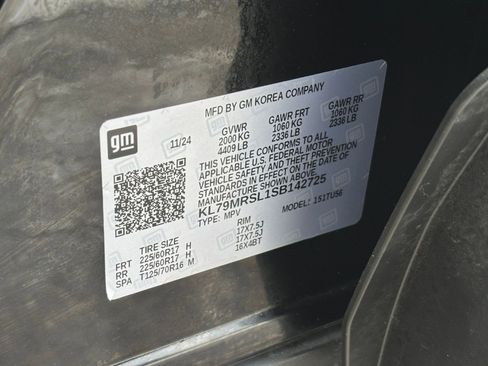 MFD BY GM KOREA COMPANY
gm
11/24
GVWR GAWR FRT GAWR RR
2000 KG 1060 KG 1060 KG
4409 LB 2336 LB 2336 LB
THIS VEHICLE CONFORMS TO ALL
APPLICABLE U.S. FEDERAL MOTOR
VEHICLE SAFETY, BUMPER, AND
THEFT PREVENTION STANDARDS
IN EFFECT ON THE DATE OF
MANUFACTURE SHOWN ABOVE.
KL79MRSL1SB142725
TYPE: MPV MODEL: 1S1TU56
TIRE SIZE RIM
FRT 225/60R17 H 17X7.5J
RR 225/60R17 H 17X7.5J
SPA T125/70R16 M 16X4BT